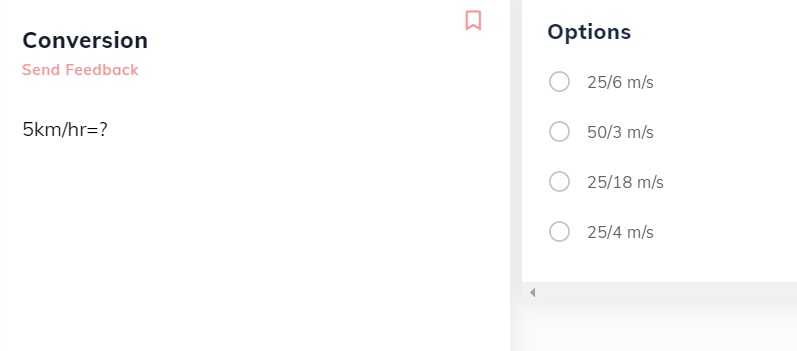 Conversion
Send Feedback
5km/hr=?
Options
25/6 m/s
50/3 m/s
25/18 m/s
25/4 m/s